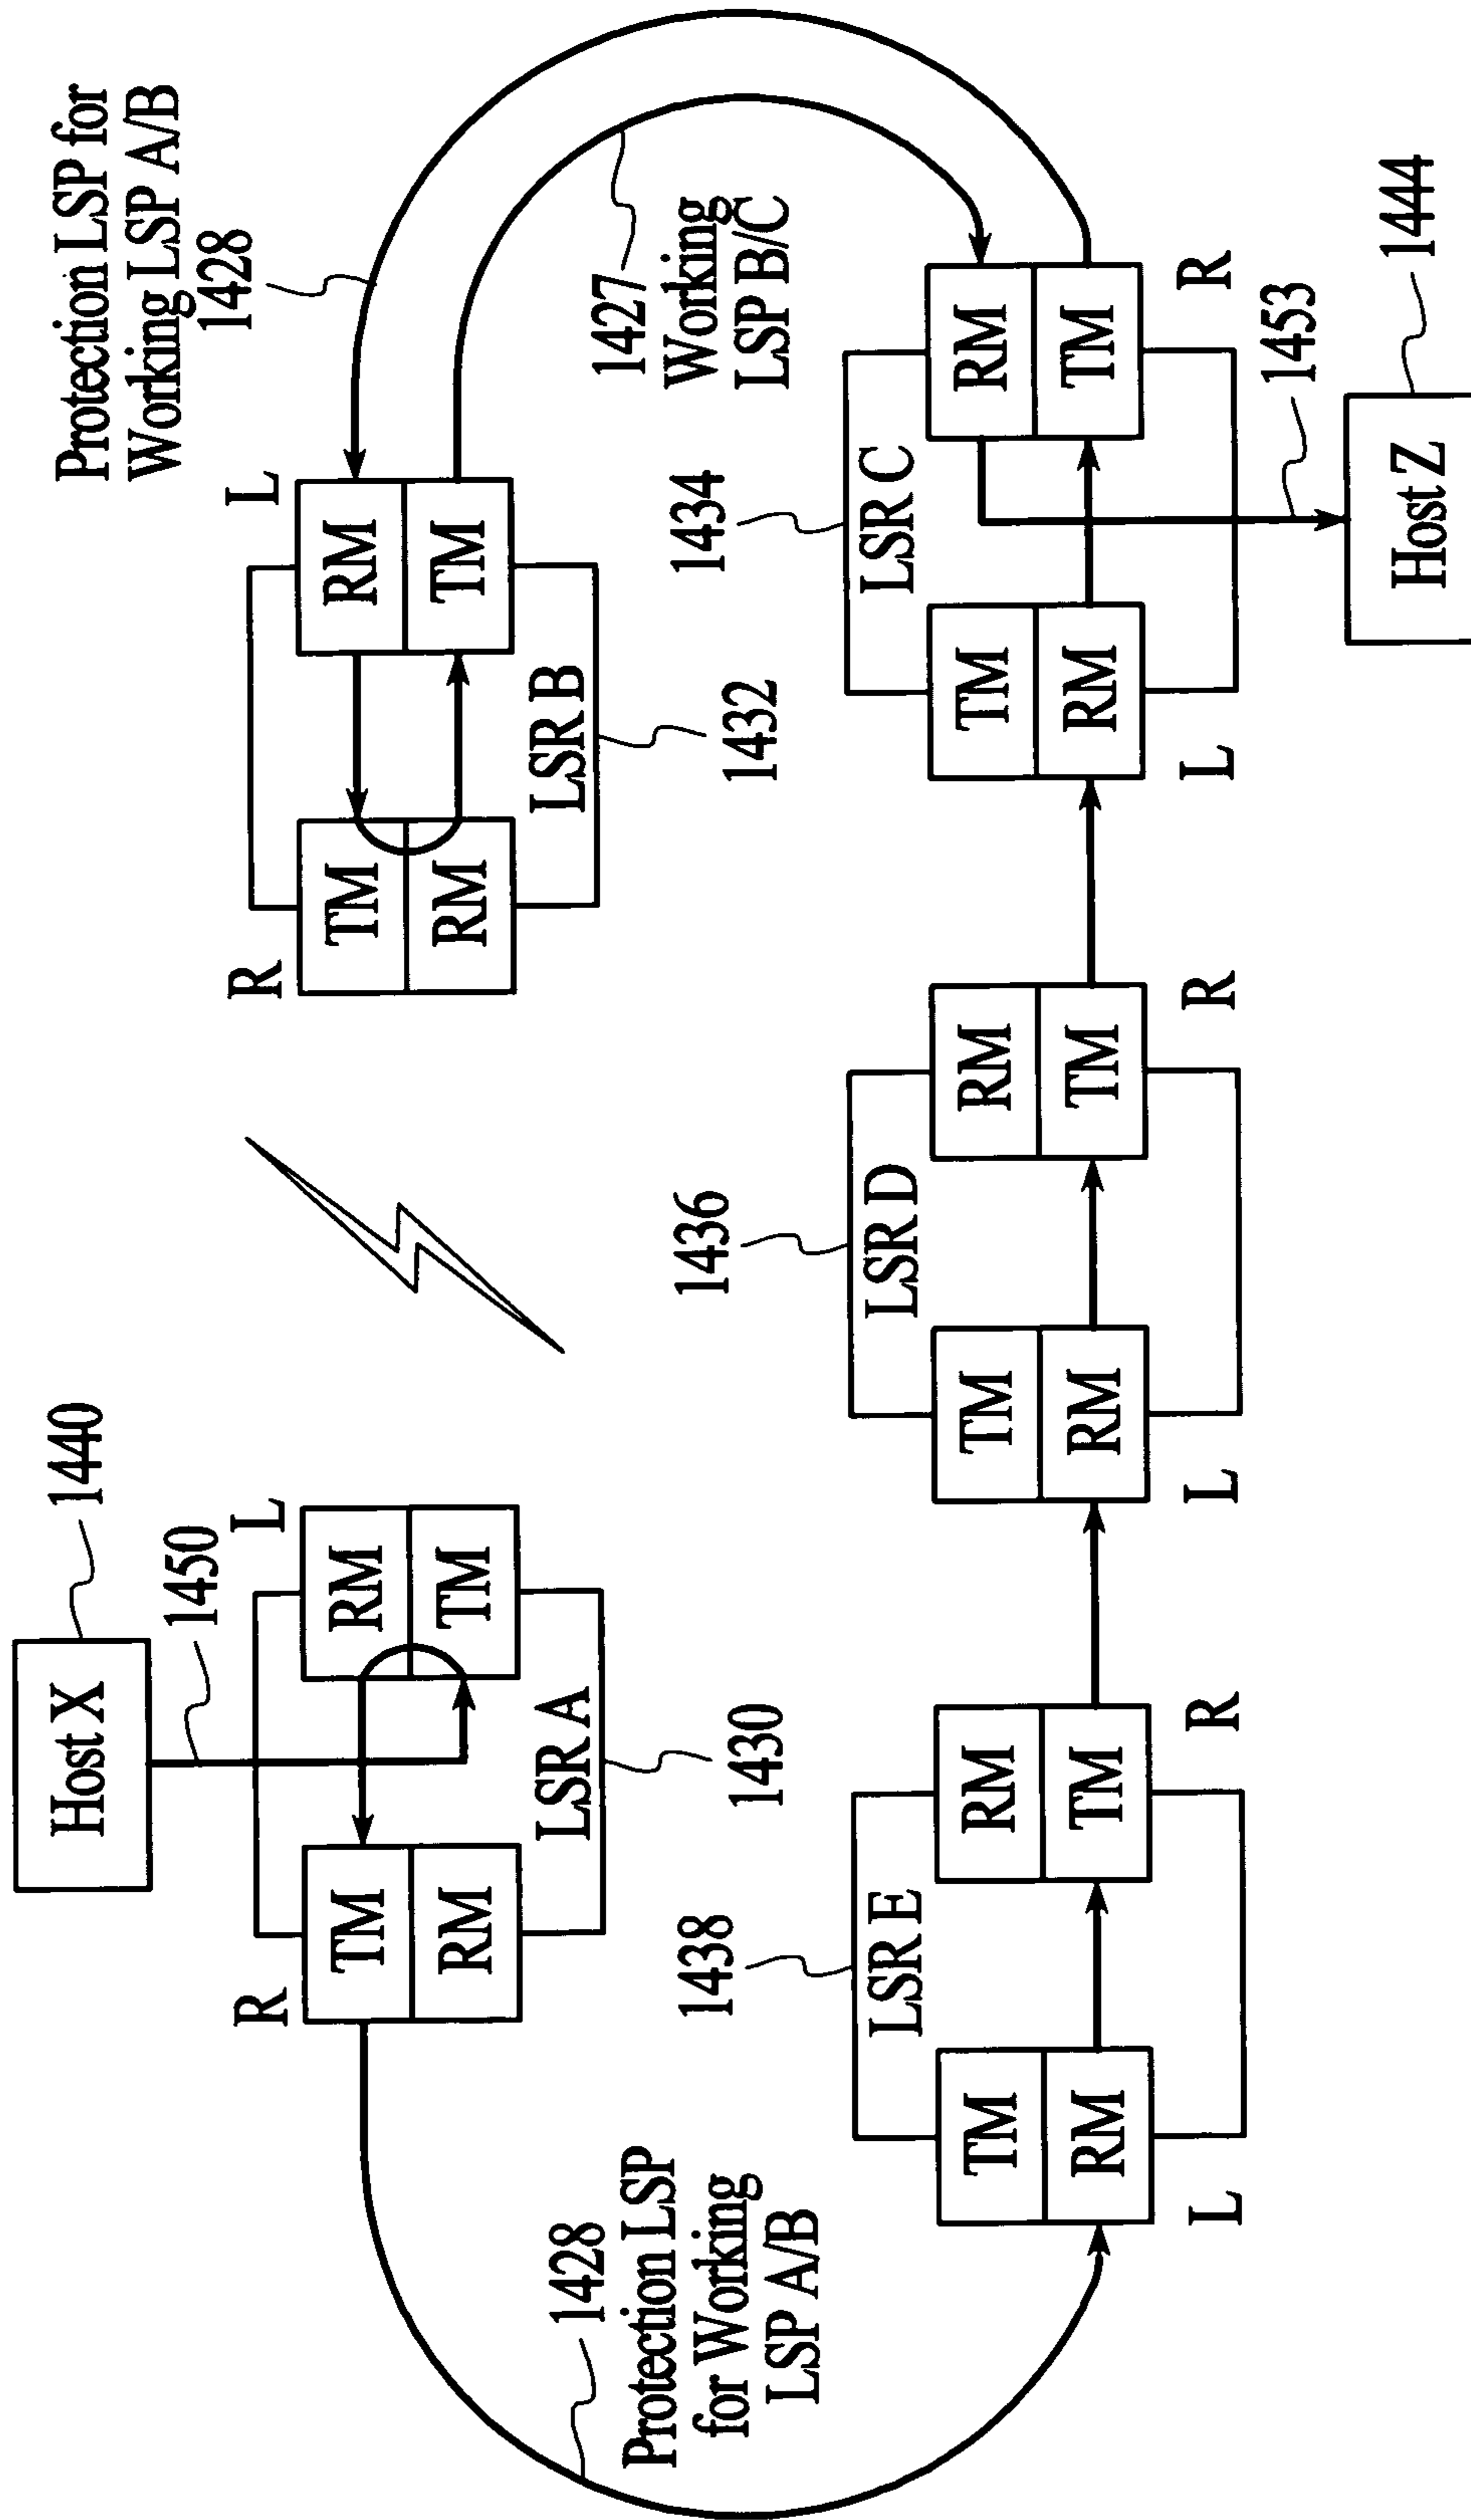 Host X
1440
1450
R
L
TM
RM
RM
TM
LSR A
1430
R
L
TM
RM
RM
TM
LSR B
1432
Protection LSP for
Working LSP A/B
1428
1427
Working
LSP B/C
1428
Protection LSP
for Working
LSP A/B
1438
LSR E
TM
RM
RM
TM
L
R
1436
LSR D
TM
RM
RM
TM
L
R
1434
LSR C
TM
RM
RM
TM
L
R
1453
Host Z
1444